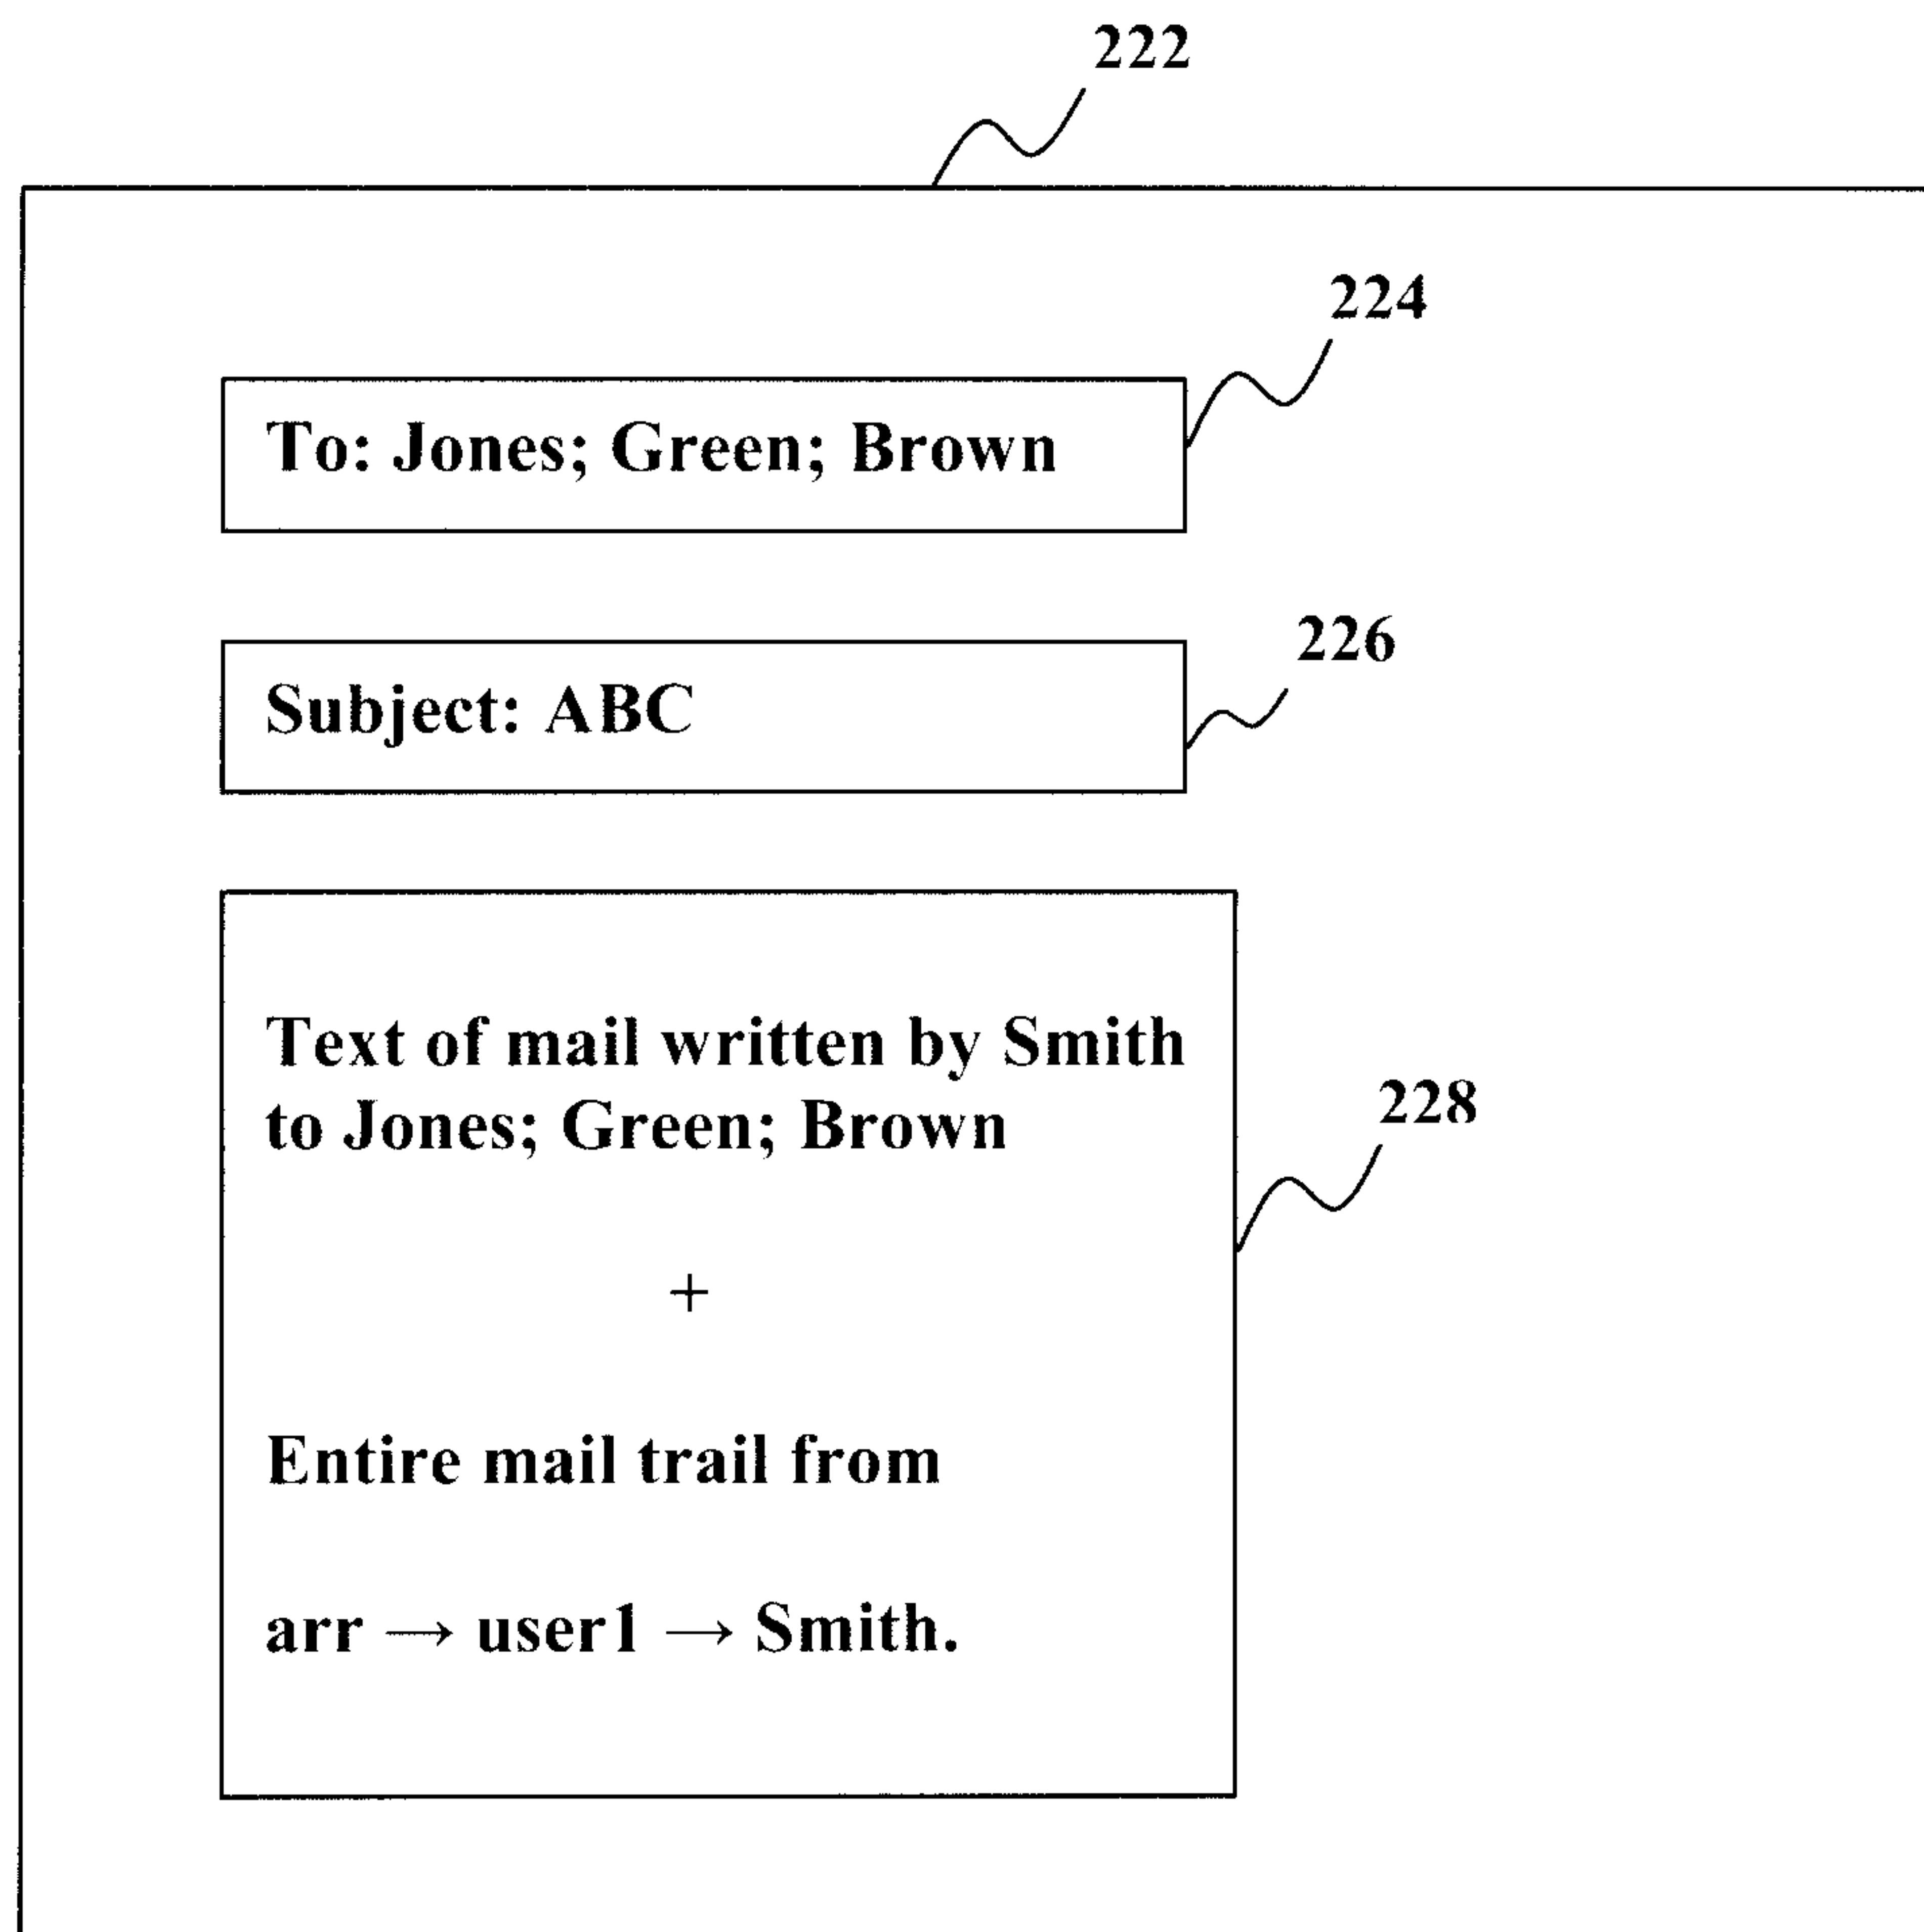 222
224
To: Jones; Green; Brown
226
Subject: ABC
Text of mail written by Smith
to Jones; Green; Brown
228
+
Entire mail trail from
arr → user1 → Smith.